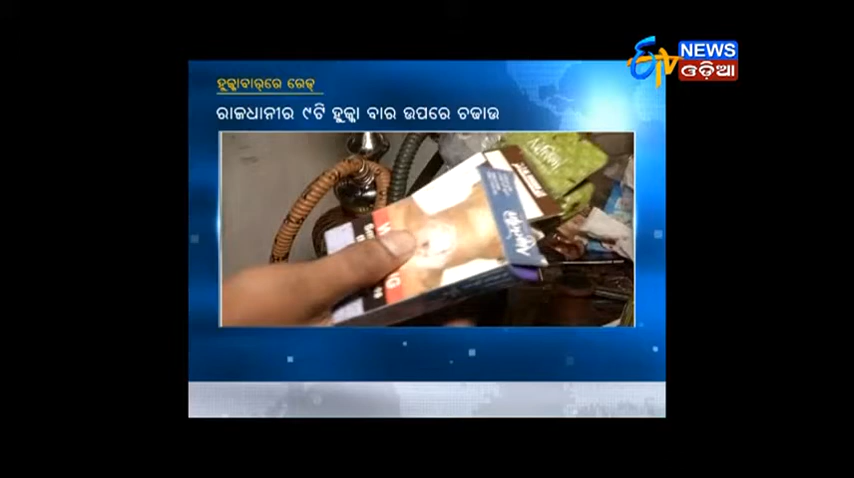 NEWS
ETV ଓଡ଼ିଆ
ହୁକ୍କାବାର୍‌ରେ ରେଡ୍
ରାଜଧାନୀର ୯ଟି ହୁକ୍କା ବାର ଉପରେ ଚଢାଉ